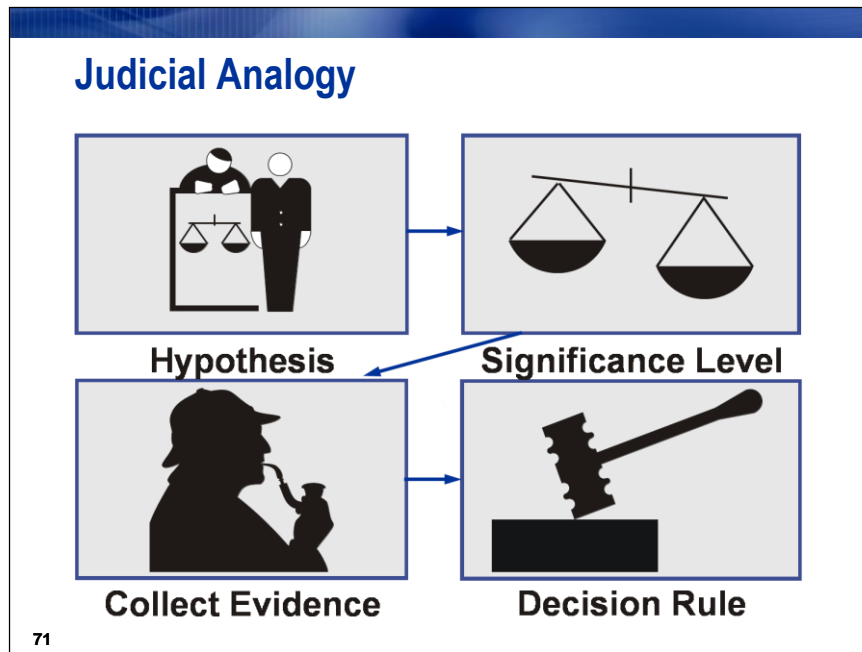 Judicial Analogy
Hypothesis
Significance Level
Collect Evidence
Decision Rule
71